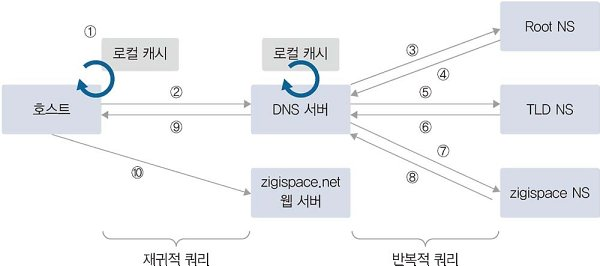 ①
로컬 캐시
로컬 캐시
③
Root NS
④
호스트
②
DNS 서버
⑤
TLD NS
⑨
⑥
⑦
⑩
zigispace.net
웹 서버
⑧
zigispace NS
재귀적 쿼리
반복적 쿼리